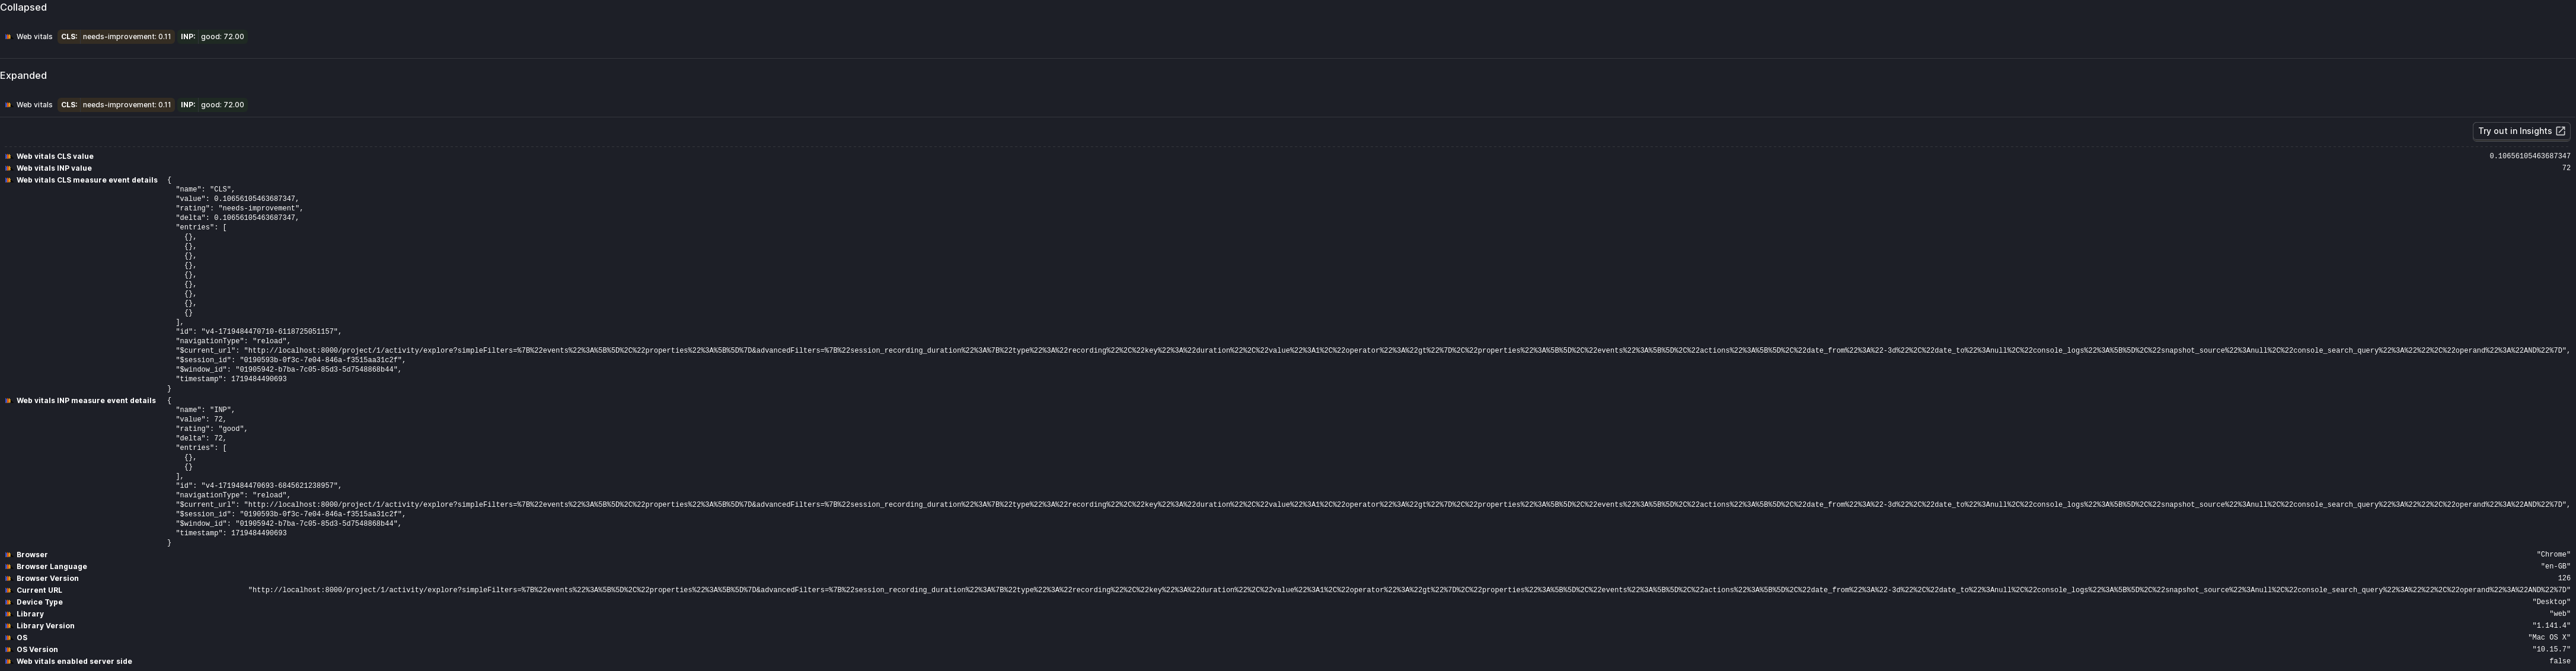 Collapsed
Web vitals CLS: needs-improvement: 0.11 INP: good: 72.00
Expanded
Web vitals CLS: needs-improvement: 0.11 INP: good: 72.00
Try out in Insights
Web vitals CLS value 0.10656105463687347
Web vitals INP value 72
Web vitals CLS measure event details {
"name": "CLS",
"value": 0.10656105463687347,
"rating": "needs-improvement",
"delta": 0.10656105463687347,
"entries": [
{},
{},
{},
{},
{},
{},
{},
{},
{}
],
"id": "v4-1719484470710-6118725051157",
"navigationType": "reload",
"$current_url": "http://localhost:8000/project/1/activity/explore?simpleFilters=%7B%22events%22%3A%5B%5D%2C%22properties%22%3A%5B%5D%7D&advancedFilters=%7B%22session_recording_duration%22%3A%7B%22type%22%3A%22recording%22%2C%22key%22%3A%22duration%22%2C%22value%22%3A1%2C%22operator%22%3A%22gt%22%7D%2C%22properties%22%3A%5B%5D%2C%22events%22%3A%5B%5D%2C%22actions%22%3A%5B%5D%2C%22date_from%22%3A%22-3d%22%2C%22date_to%22%3Anull%2C%22console_logs%22%3A%5B%5D%2C%22snapshot_source%22%3Anull%2C%22console_search_query%22%3A%22%22%2C%22operand%22%3A%22AND%22%7D",
"$session_id": "0190593b-0f3c-7e04-846a-f3515aa31c2f",
"$window_id": "01905942-b7ba-7c05-85d3-5d7548868b44",
"timestamp": 1719484490693
}
Web vitals INP measure event details {
"name": "INP",
"value": 72,
"rating": "good",
"delta": 72,
"entries": [
{},
{}
],
"id": "v4-1719484470693-6845621238957",
"navigationType": "reload",
"$current_url": "http://localhost:8000/project/1/activity/explore?simpleFilters=%7B%22events%22%3A%5B%5D%2C%22properties%22%3A%5B%5D%7D&advancedFilters=%7B%22session_recording_duration%22%3A%7B%22type%22%3A%22recording%22%2C%22key%22%3A%22duration%22%2C%22value%22%3A1%2C%22operator%22%3A%22gt%22%7D%2C%22properties%22%3A%5B%5D%2C%22events%22%3A%5B%5D%2C%22actions%22%3A%5B%5D%2C%22date_from%22%3A%22-3d%22%2C%22date_to%22%3Anull%2C%22console_logs%22%3A%5B%5D%2C%22snapshot_source%22%3Anull%2C%22console_search_query%22%3A%22%22%2C%22operand%22%3A%22AND%22%7D",
"$session_id": "0190593b-0f3c-7e04-846a-f3515aa31c2f",
"$window_id": "01905942-b7ba-7c05-85d3-5d7548868b44",
"timestamp": 1719484490693
}
Browser "Chrome"
Browser Language "en-GB"
Browser Version 126
Current URL "http://localhost:8000/project/1/activity/explore?simpleFilters=%7B%22events%22%3A%5B%5D%2C%22properties%22%3A%5B%5D%7D&advancedFilters=%7B%22session_recording_duration%22%3A%7B%22type%22%3A%22recording%22%2C%22key%22%3A%22duration%22%2C%22value%22%3A1%2C%22operator%22%3A%22gt%22%7D%2C%22properties%22%3A%5B%5D%2C%22events%22%3A%5B%5D%2C%22actions%22%3A%5B%5D%2C%22date_from%22%3A%22-3d%22%2C%22date_to%22%3Anull%2C%22console_logs%22%3A%5B%5D%2C%22snapshot_source%22%3Anull%2C%22console_search_query%22%3A%22%22%2C%22operand%22%3A%22AND%22%7D"
Device Type "Desktop"
Library "web"
Library Version "1.141.4"
OS "Mac OS X"
OS Version "10.15.7"
Web vitals enabled server side false